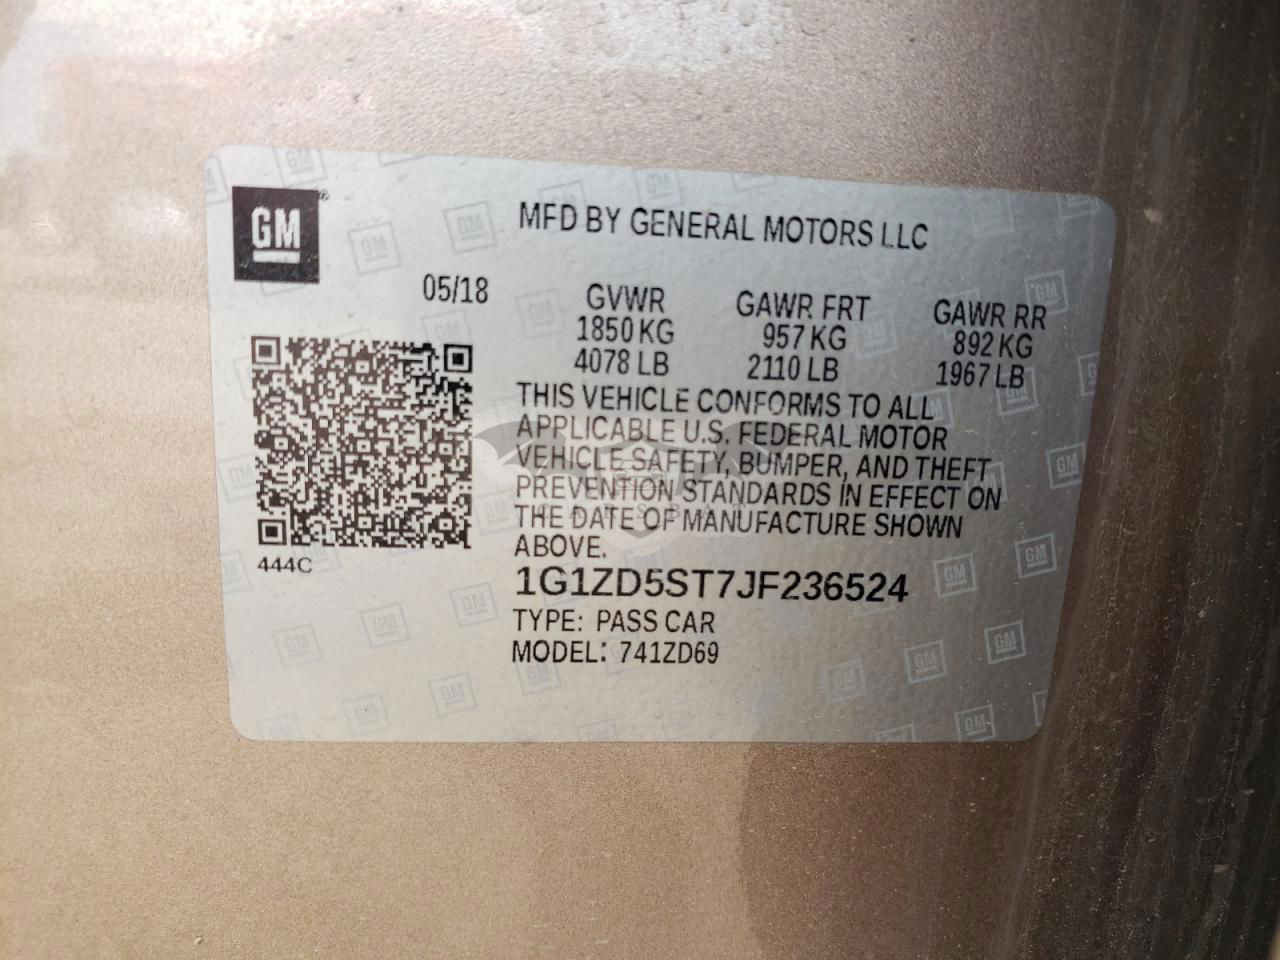 GM®
MFD BY GENERAL MOTORS LLC
05/18
GVWR GAWR FRT GAWR RR
1850 KG 957 KG 892 KG
4078 LB 2110 LB 1967 LB
THIS VEHICLE CONFORMS TO ALL
APPLICABLE U.S. FEDERAL MOTOR
VEHICLE SAFETY, BUMPER, AND THEFT
PREVENTION STANDARDS IN EFFECT ON
THE DATE OF MANUFACTURE SHOWN
ABOVE.
444C
1G1ZD5ST7JF236524
TYPE: PASS CAR
MODEL: 741ZD69